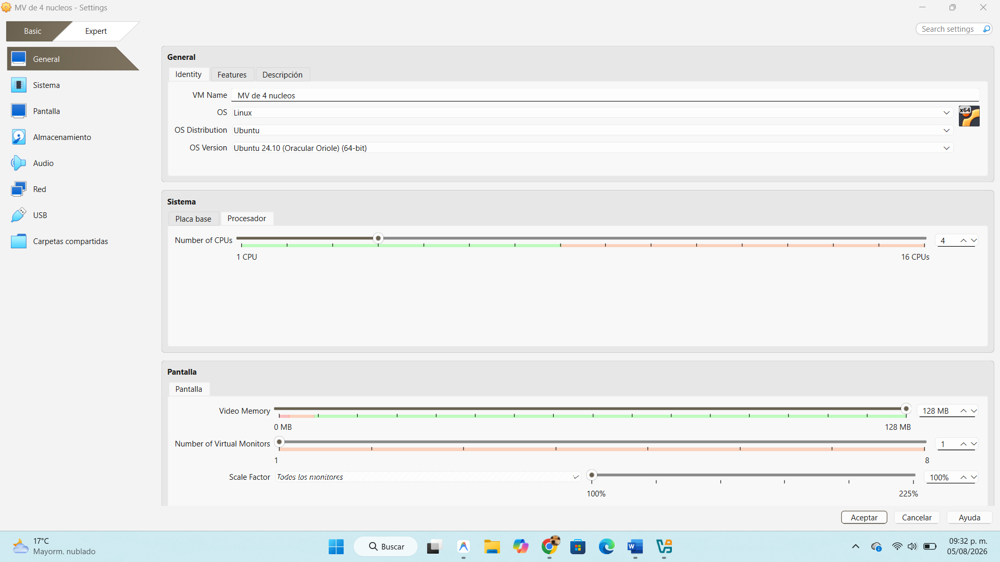 MV de 4 nucleos - Settings
Basic
Expert
Search settings
General
Sistema
Pantalla
Almacenamiento
Audio
Red
USB
Carpetas compartidas
General
Identity
Features
Descripción
VM Name
MV de 4 nucleos
OS
Linux
x64
OS Distribution
Ubuntu
OS Version
Ubuntu 24.10 (Oracular Oriole) (64-bit)
Sistema
Placa base
Procesador
Number of CPUs
4
1 CPU
16 CPUs
Pantalla
Pantalla
Video Memory
128 MB
0 MB
128 MB
Number of Virtual Monitors
1
1
8
Scale Factor
Todos los monitores
100%
100%
225%
Aceptar
Cancelar
Ayuda
17°C
Mayorm. nublado
Buscar
W
09:32 p. m.
05/08/2026